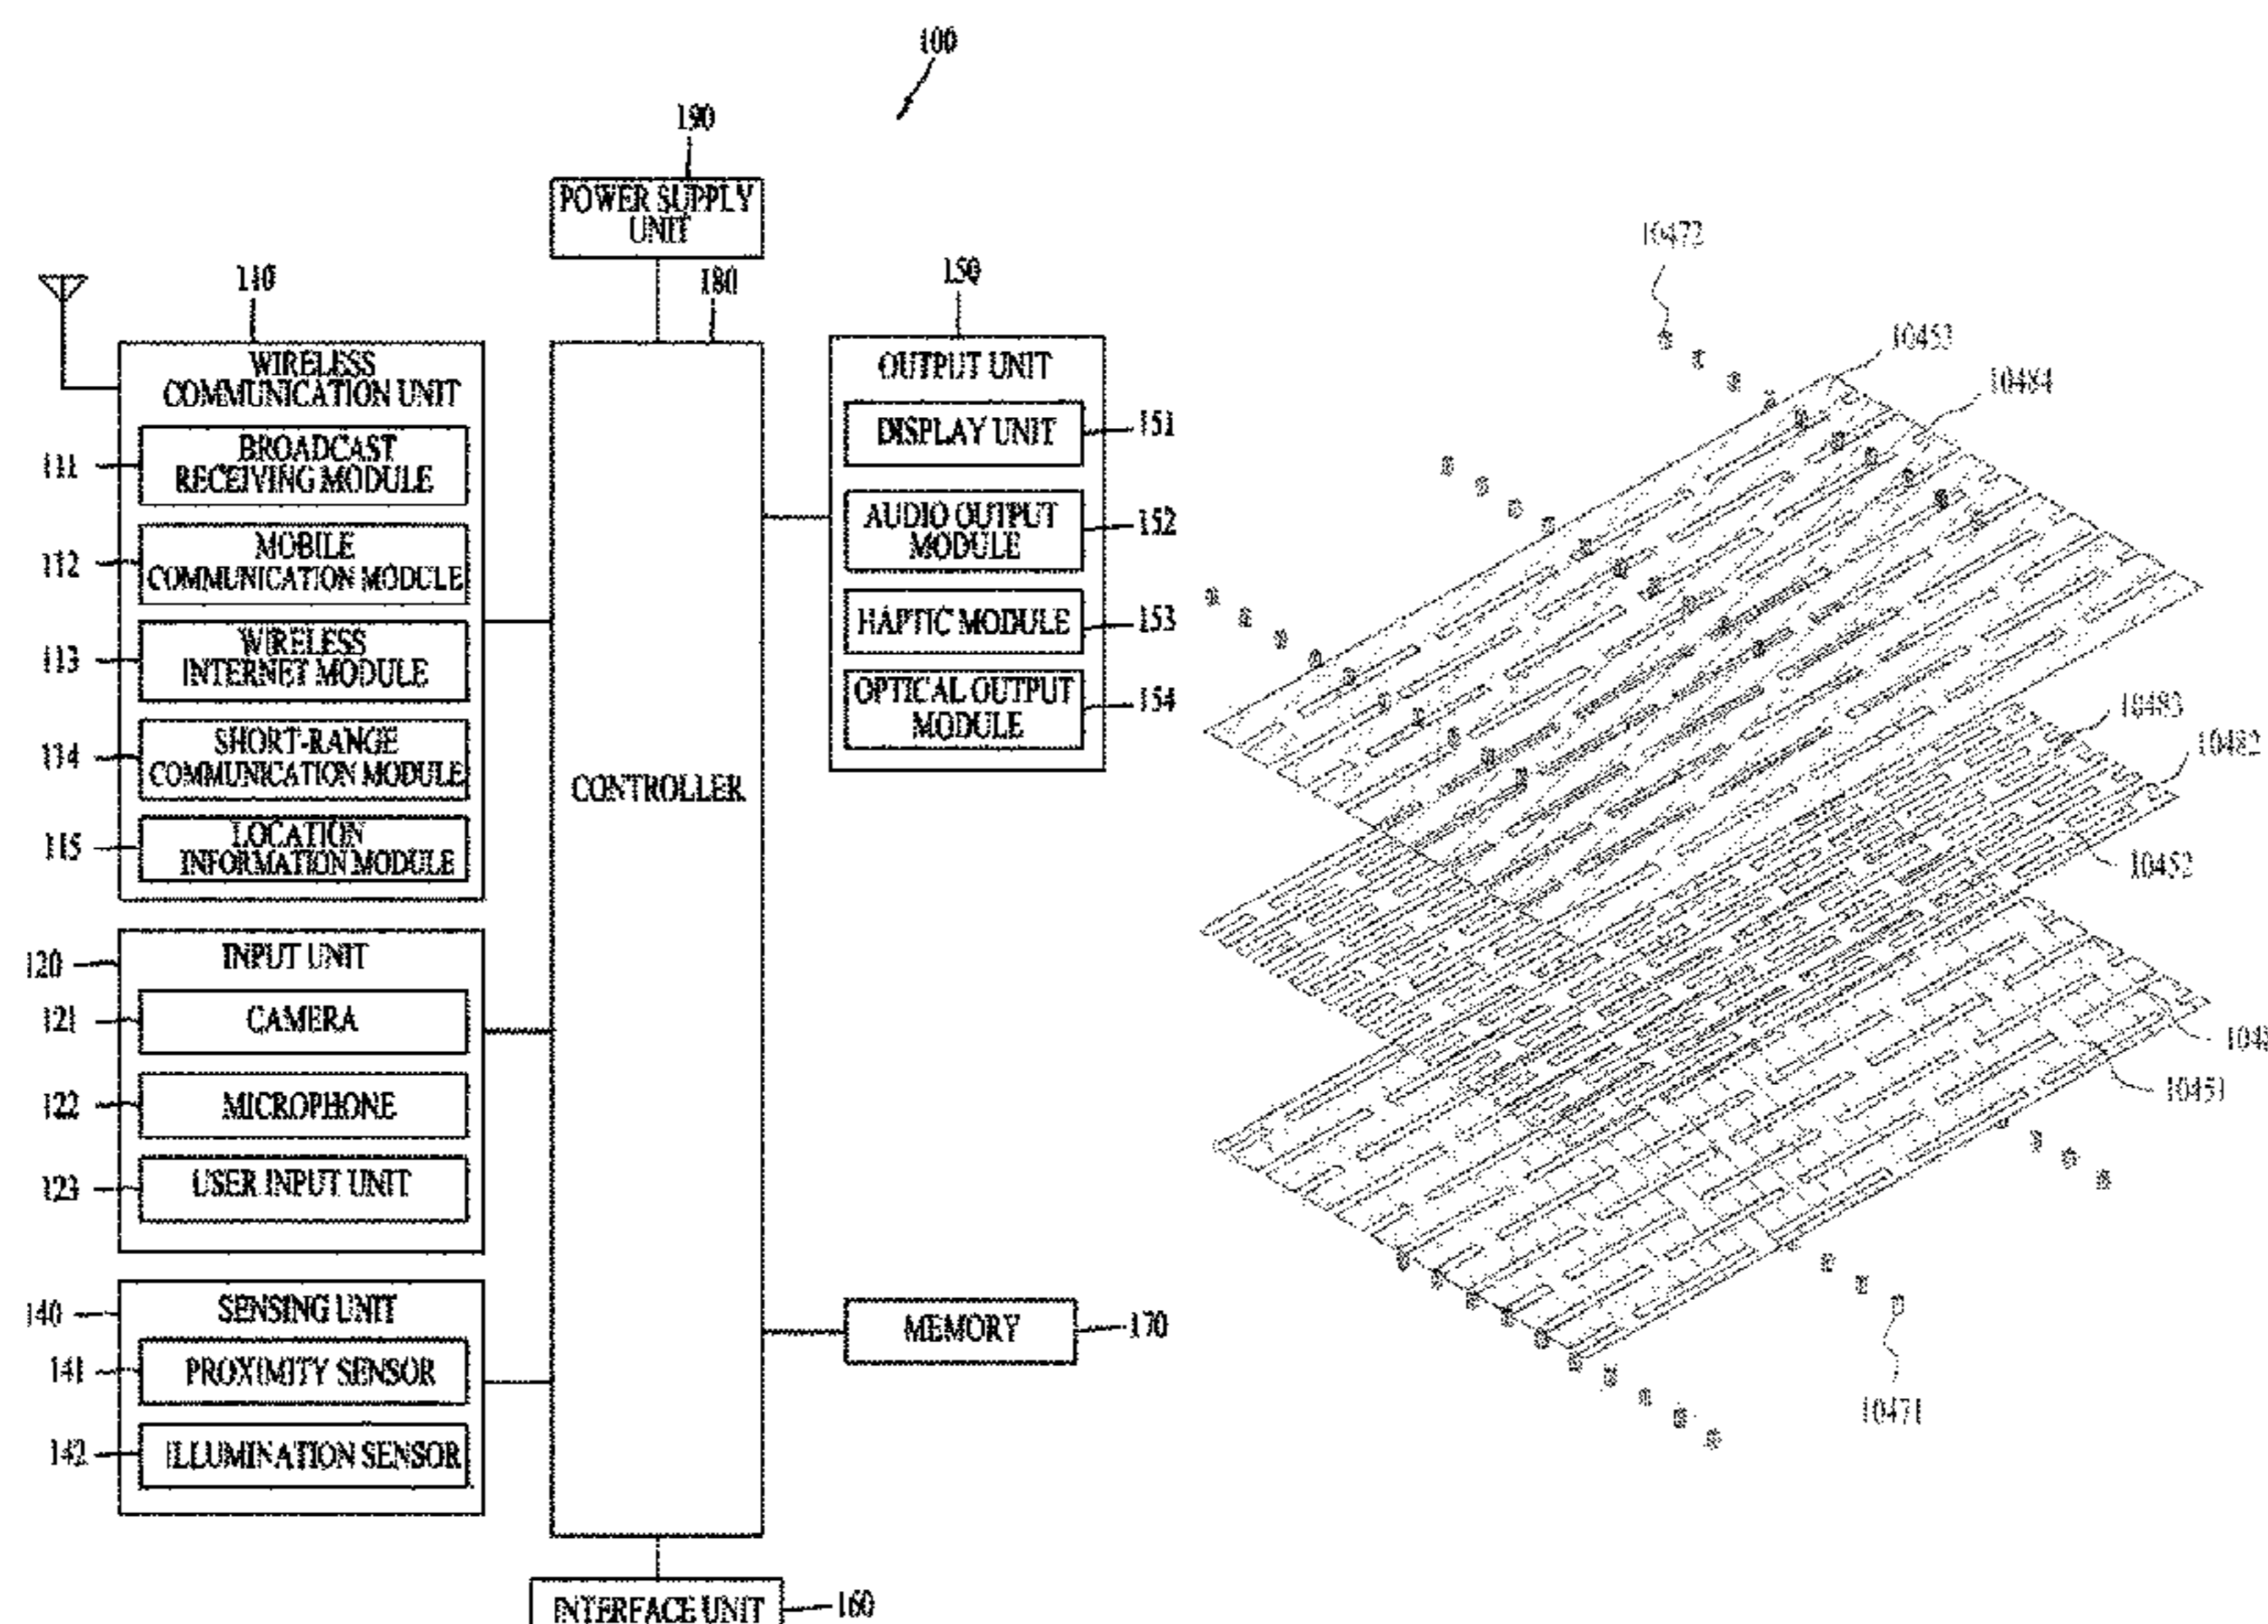 100
190
POWER SUPPLY
UNIT
110
180
150
WIRELESS
COMMUNICATION UNIT
111
BROADCAST
RECEIVING MODULE
112
MOBILE
COMMUNICATION MODULE
113
WIRELESS
INTERNET MODULE
114
SHORT-RANGE
COMMUNICATION MODULE
115
LOCATION
INFORMATION MODULE
120
INPUT UNIT
121
CAMERA
122
MICROPHONE
123
USER INPUT UNIT
140
SENSING UNIT
141
PROXIMITY SENSOR
142
ILLUMINATION SENSOR
CONTROLLER
OUTPUT UNIT
DISPLAY UNIT
151
AUDIO OUTPUT
MODULE
152
HAPTIC MODULE
153
OPTICAL OUTPUT
MODULE
154
MEMORY
170
INTERFACE UNIT
160
10472
10453
10484
10483
10482
10452
10451
10471